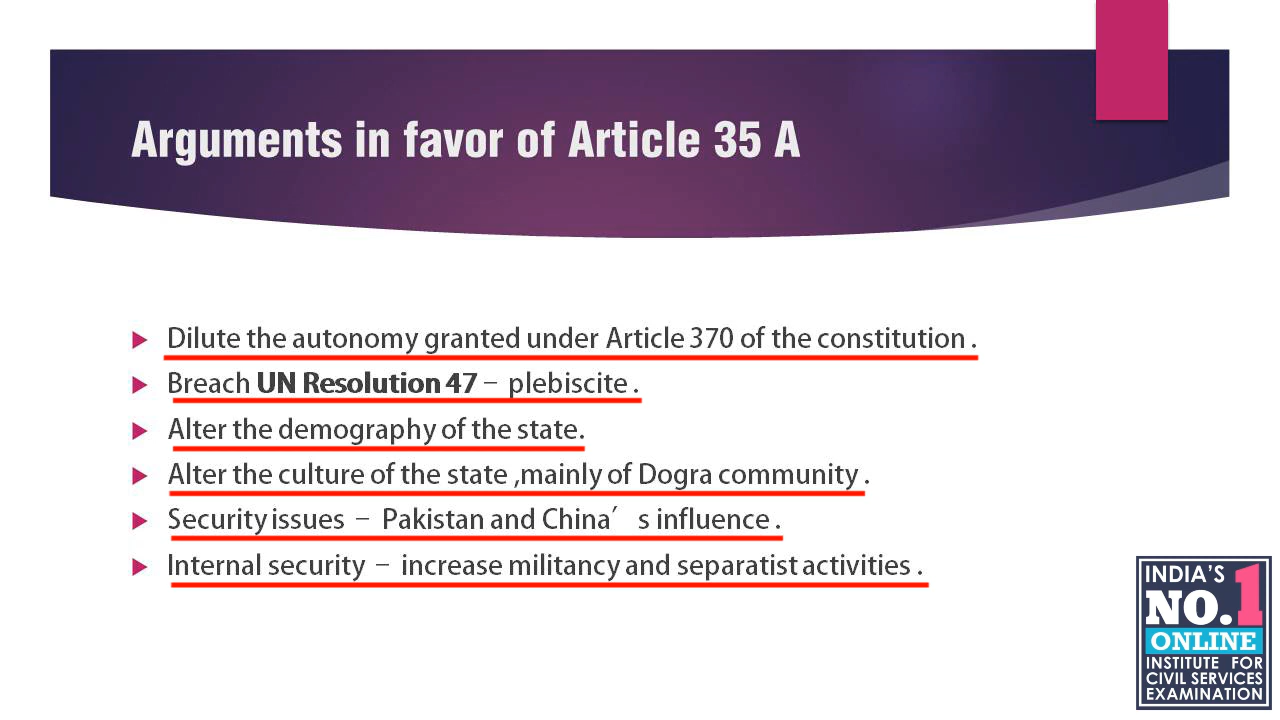 Arguments in favor of Article 35 A
Dilute the autonomy granted under Article 370 of the constitution .
Breach UN Resolution 47 – plebiscite .
Alter the demography of the state.
Alter the culture of the state ,mainly of Dogra community .
Security issues – Pakistan and China′ s influence .
Internal security – increase militancy and separatist activities .
INDIA'S
NO.1
ONLINE
INSTITUTE FOR
CIVIL SERVICES
EXAMINATION